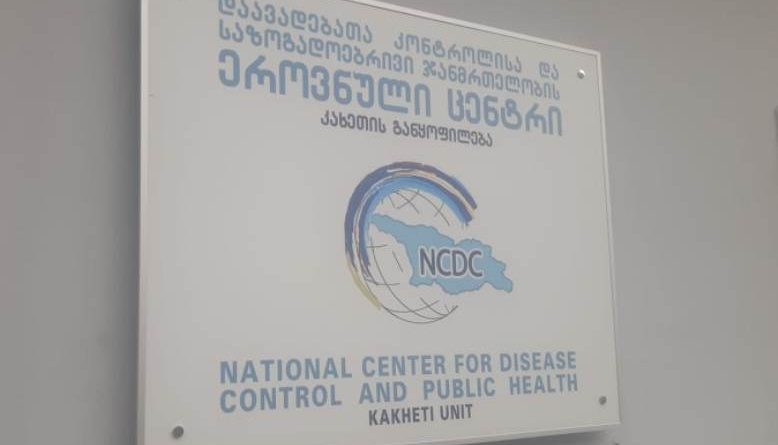 დაავადებათა კონტროლისა და
საზოგადოებრივი ჯანმრთელობის
ეროვნული ცენტრი
კახეთის განყოფილება
NCDC
NATIONAL CENTER FOR DISEASE
CONTROL AND PUBLIC HEALTH
KAKHETI UNIT